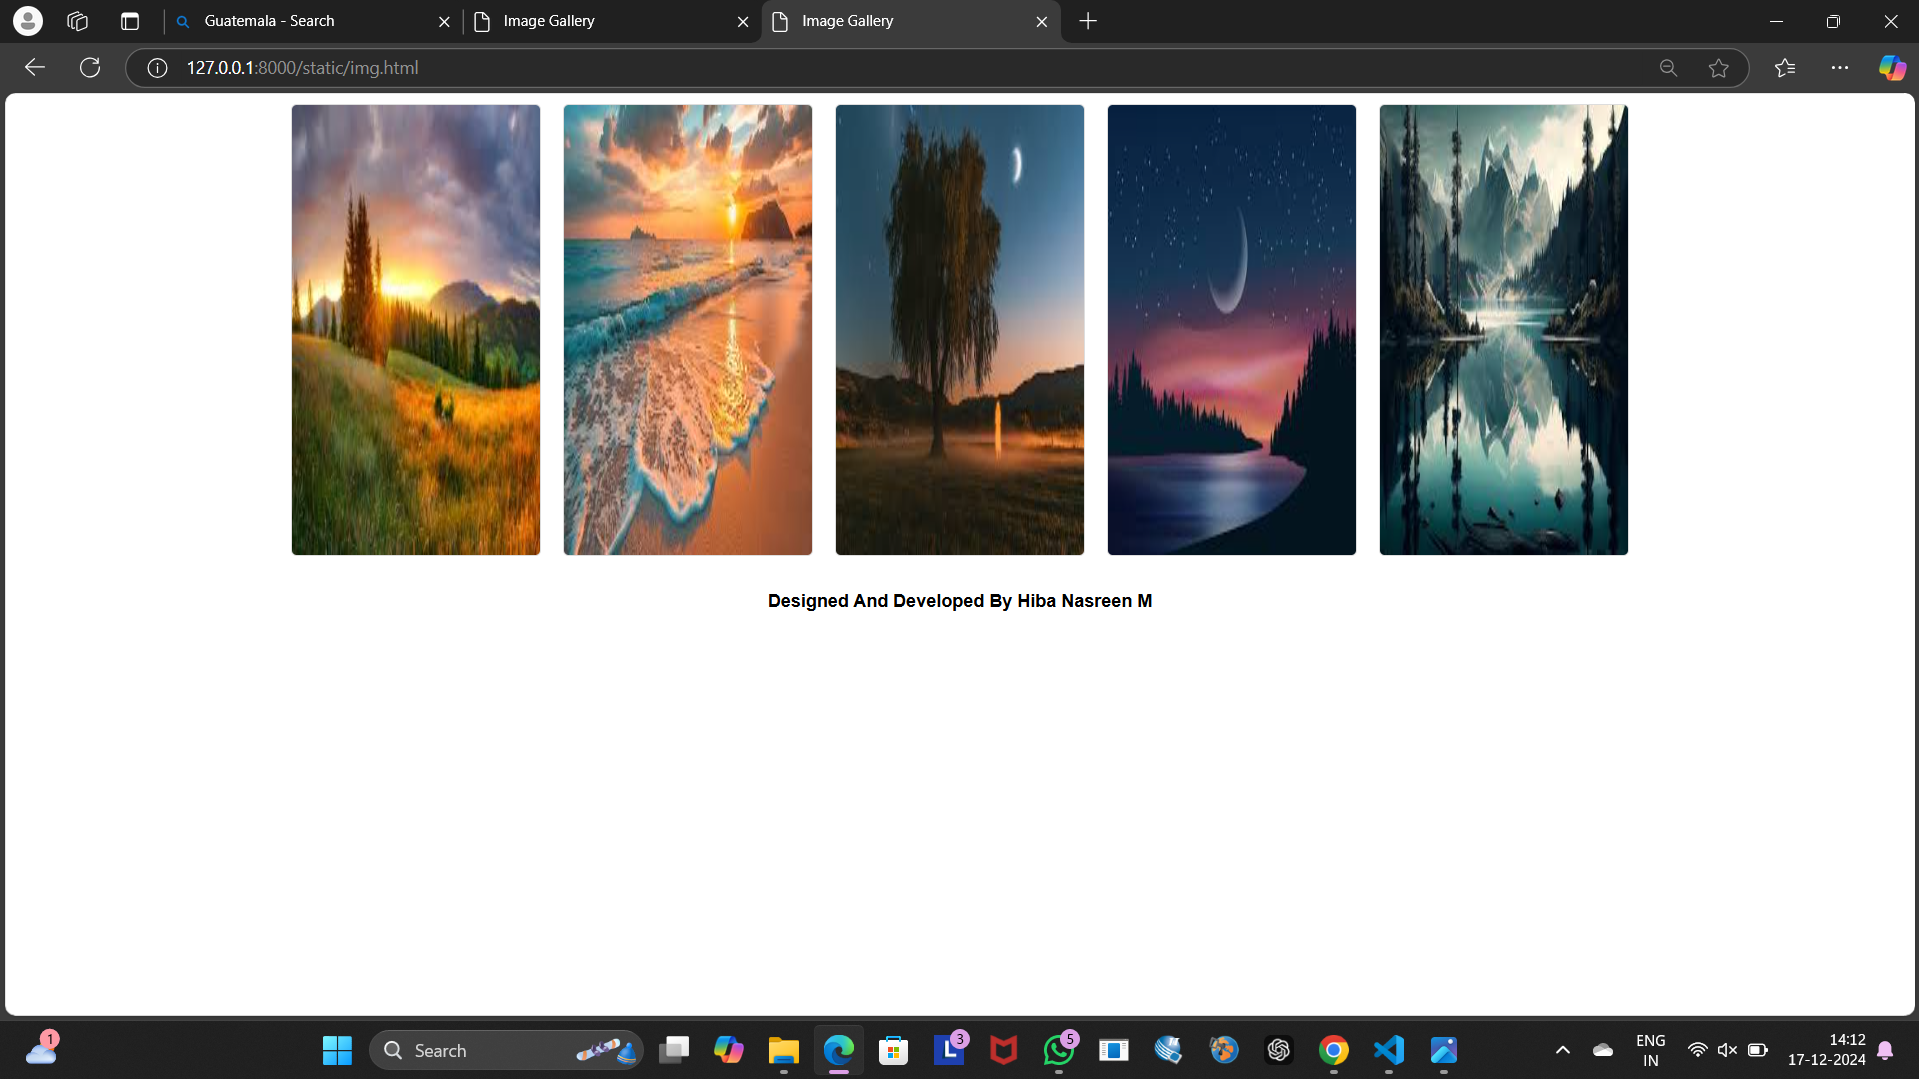 Guatemala - Search
Image Gallery
Image Gallery
127.0.0.1:8000/static/img.html
Designed And Developed By Hiba Nasreen M
1
Search
L
3
5
ENG
IN
14:12
17-12-2024